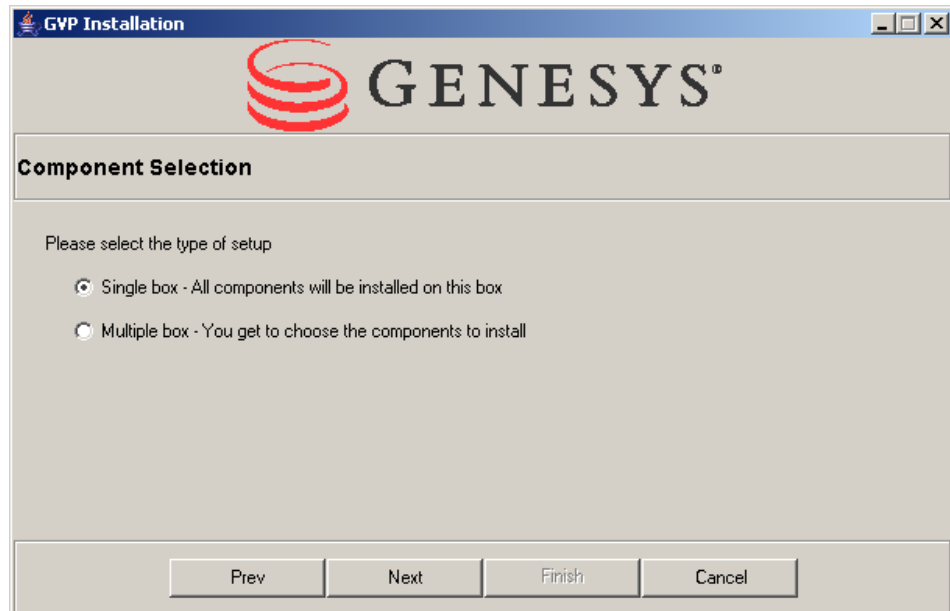 GVP Installation
GENESYS®
Component Selection
Please select the type of setup
Single box - All components will be installed on this box
Multiple box - You get to choose the components to install
Prev Next Finish Cancel